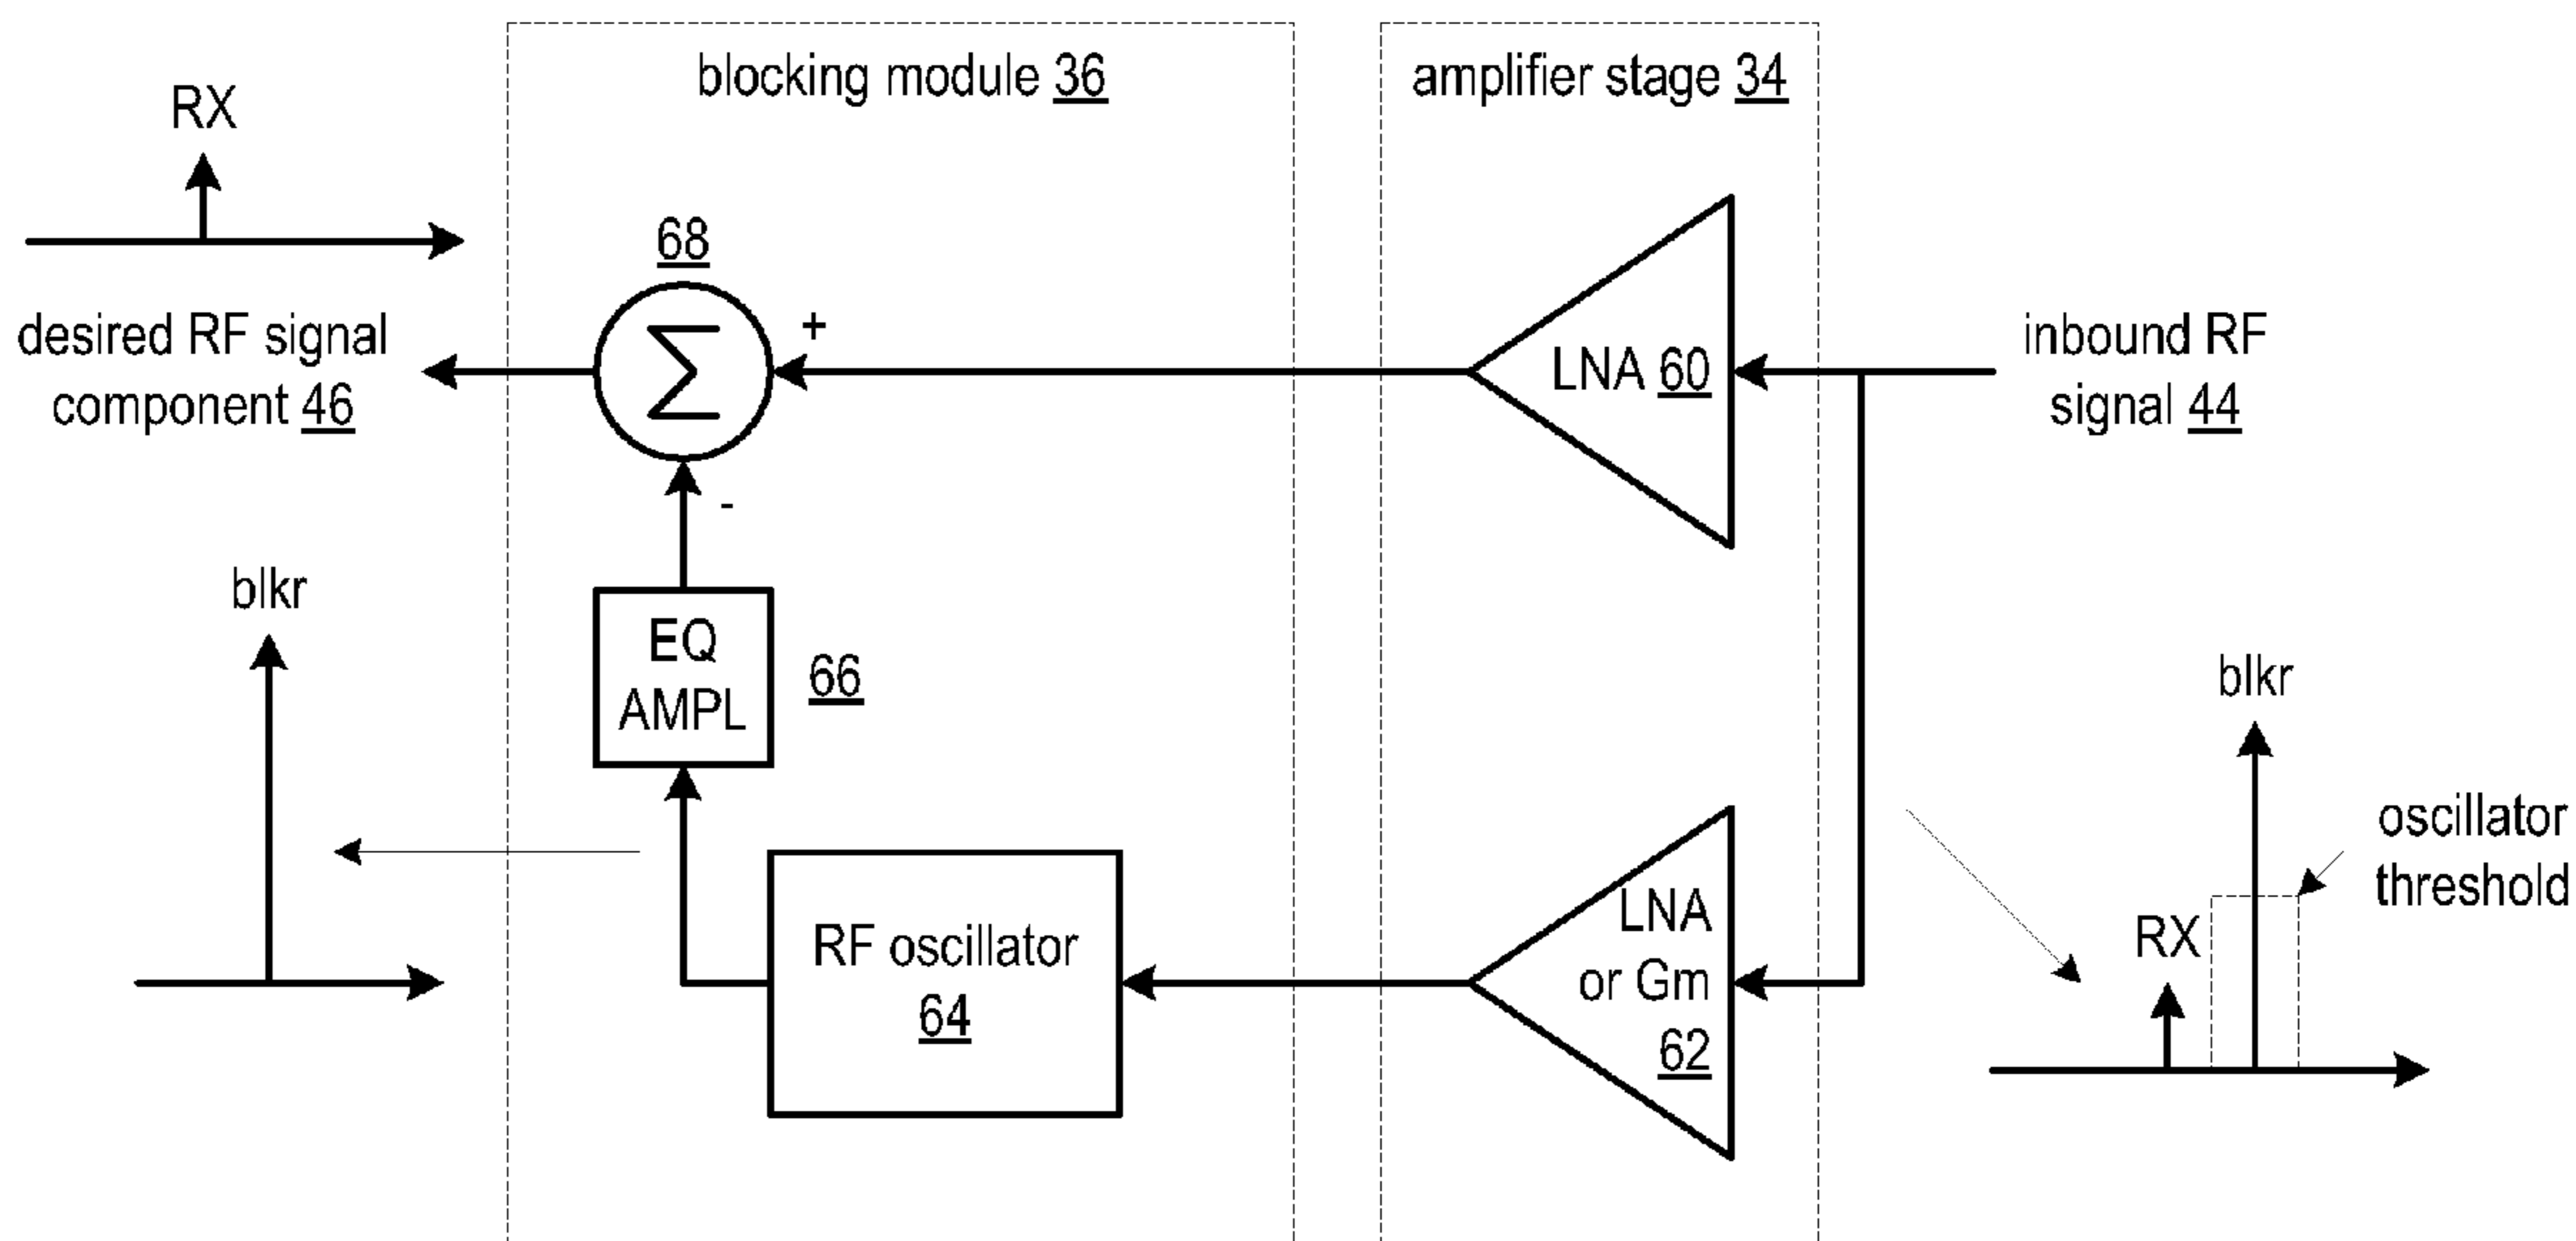 blocking module 36
amplifier stage 34
RX
68
+
desired RF signal
component 46
Σ
LNA 60
inbound RF
signal 44
-
blkr
EQ
AMPL
66
blkr
oscillator
threshold
LNA
or Gm
62
RF oscillator
64
RX